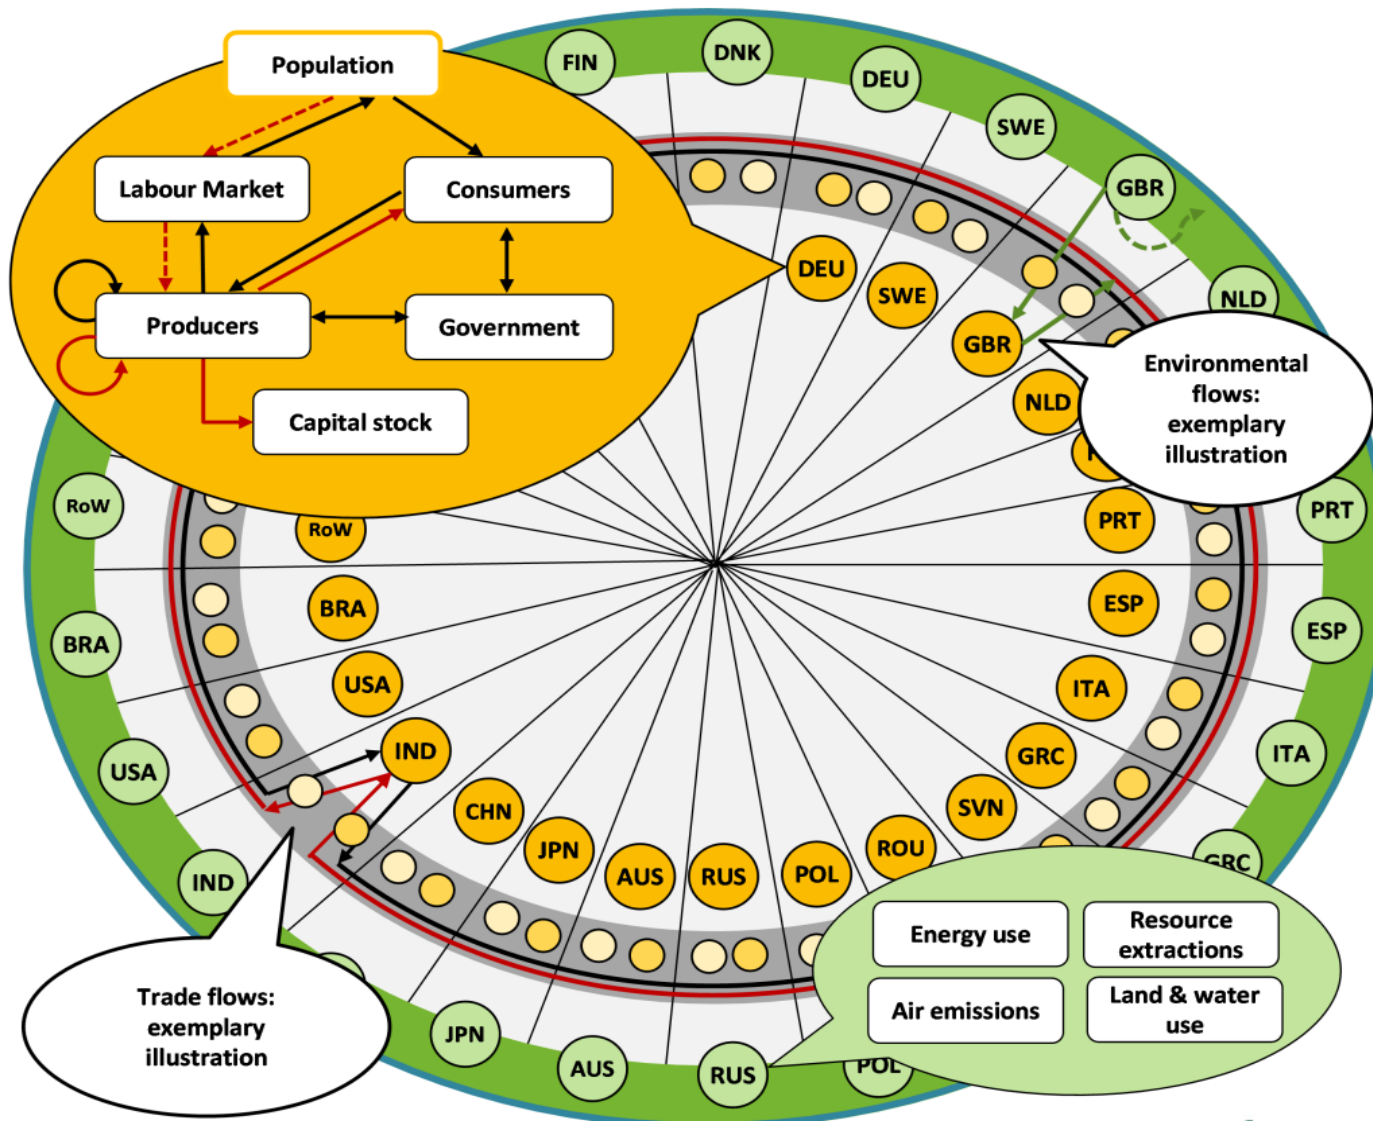 FIN
DNK
DEU
SWE
GBR
NLD
PRT
ESP
ITA
GRC
POL
RUS
AUS
JPN
IND
USA
BRA
RoW
Population
Labour Market
Consumers
Producers
Government
Capital stock
DEU
SWE
GBR
NLD
PRT
ESP
ITA
GRC
SVN
ROU
POL
RUS
AUS
JPN
CHN
IND
USA
BRA
RoW
Environmental
flows:
exemplary
illustration
Trade flows:
exemplary
illustration
Energy use
Resource
extractions
Air emissions
Land & water
use